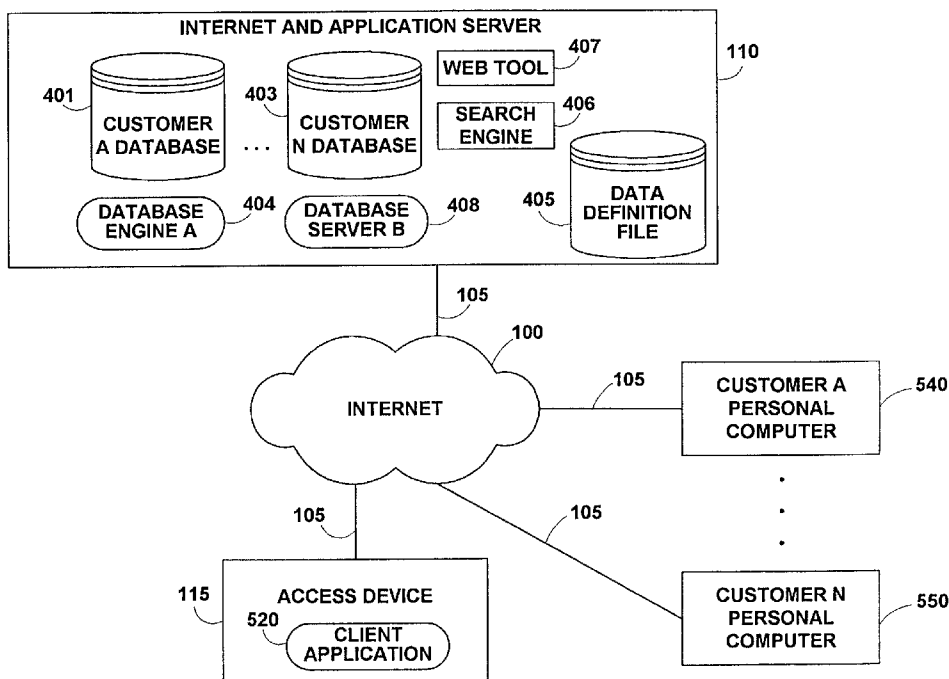 INTERNET AND APPLICATION SERVER
110
401
CUSTOMER
A DATABASE
. . .
403
CUSTOMER
N DATABASE
WEB TOOL
407
SEARCH
ENGINE
406
DATABASE
ENGINE A
404
DATABASE
SERVER B
408
405
DATA
DEFINITION
FILE
105
100
INTERNET
105
CUSTOMER A
PERSONAL
COMPUTER
540
105
105
CUSTOMER N
PERSONAL
COMPUTER
550
115
ACCESS DEVICE
520
CLIENT
APPLICATION